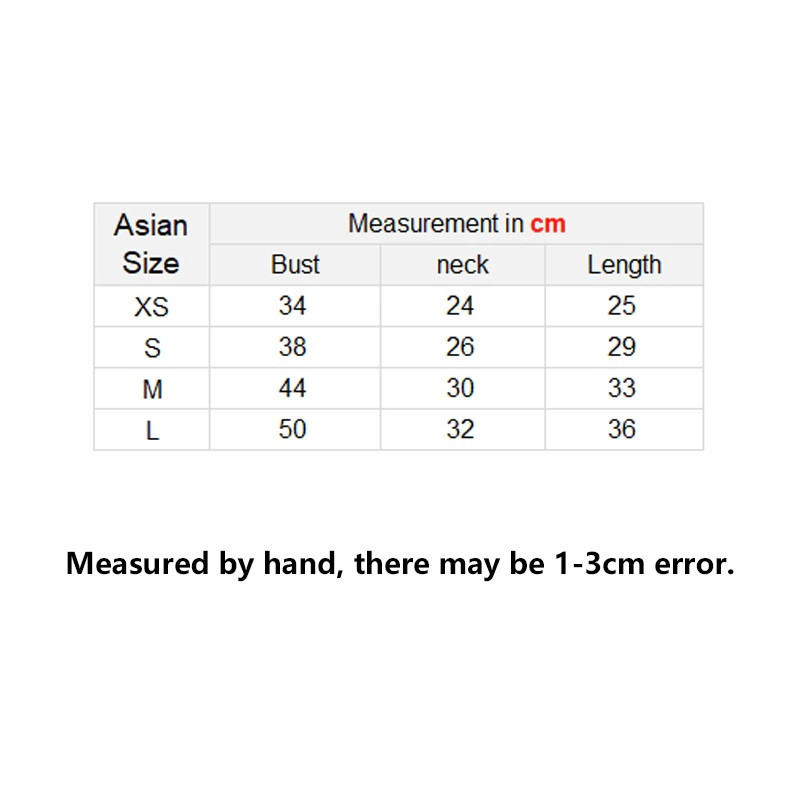 Asian Size Measurement in cm
Bust neck Length
XS 34 24 25
S 38 26 29
M 44 30 33
L 50 32 36
Measured by hand, there may be 1-3cm error.